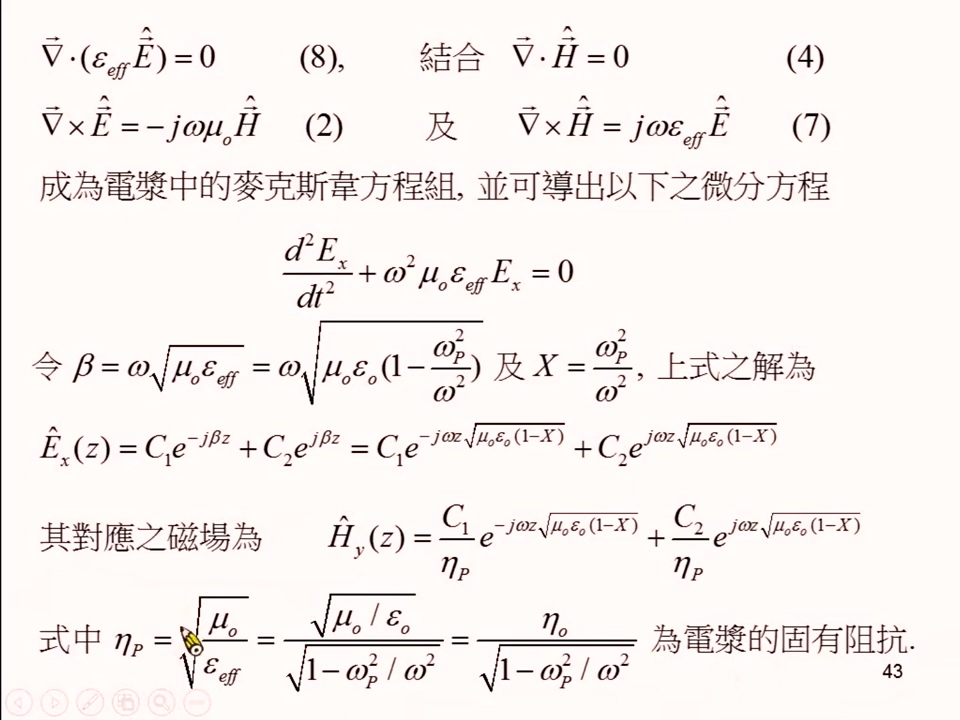 ∇⃗·(ε_eff Ê⃗) = 0 (8), 結合 ∇⃗·Ĥ⃗ = 0 (4)
∇⃗×Ê⃗ = −jωμ_o Ĥ⃗ (2) 及 ∇⃗×Ĥ⃗ = jωε_eff Ê⃗ (7)
成為電漿中的麥克斯韋方程組, 並可導出以下之微分方程
d²E_x/dt² + ω²μ_o ε_eff E_x = 0
令 β = ω√(μ_o ε_eff) = ω√(μ_o ε_o(1−ω_P²/ω²)) 及 X = ω_P²/ω², 上式之解為
Ê_x(z) = C₁e^(−jβz) + C₂e^(jβz) = C₁e^(−jωz√(μ_o ε_o(1−X))) + C₂e^(jωz√(μ_o ε_o(1−X)))
其對應之磁場為 Ĥ_y(z) = C₁/η_P e^(−jωz√(μ_o ε_o(1−X))) + C₂/η_P e^(jωz√(μ_o ε_o(1−X)))
式中 η_P = √(μ_o/ε_eff) = √(μ_o / ε_o)/√(1−ω_P² / ω²) = η_o/√(1−ω_P² / ω²) 為電漿的固有阻抗.
43